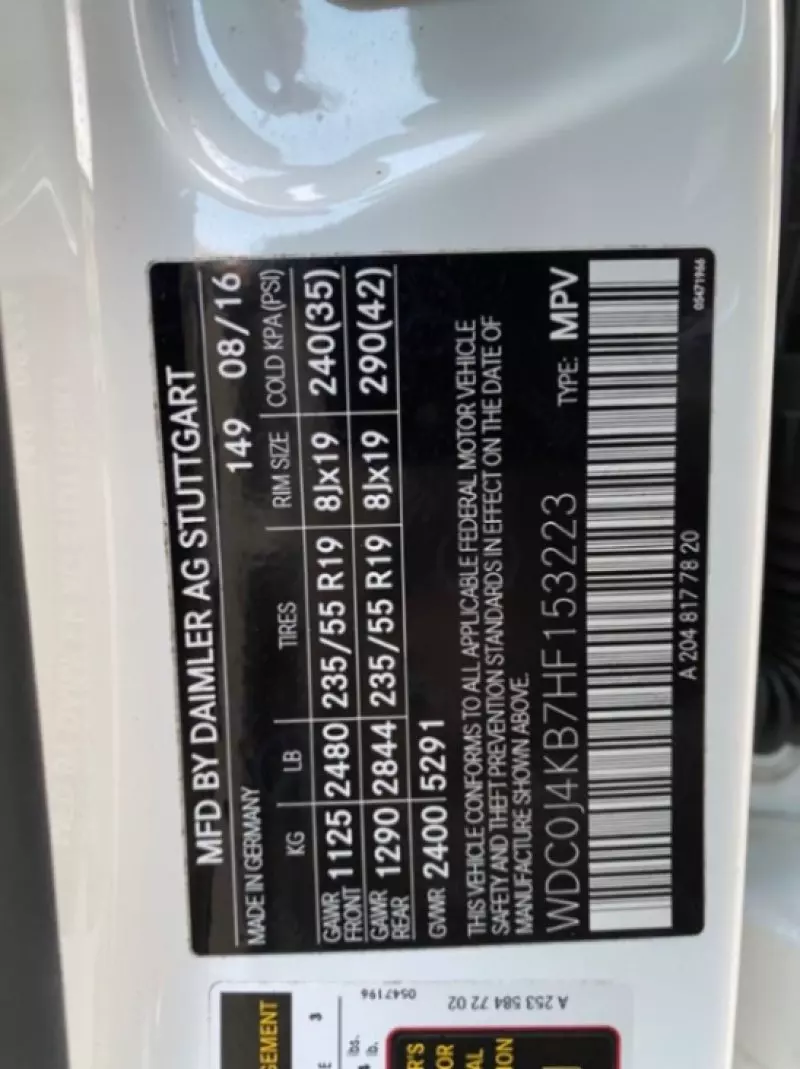 MFD BY DAIMLER AG STUTTGART
MADE IN GERMANY 149 08/16
KG LB TIRES RIM SIZE COLD KPA (PSI)
GAWR FRONT 1125 2480 235/55 R19 8Jx19 240(35)
GAWR REAR 1290 2844 235/55 R19 8Jx19 290(42)
GVWR 2400 5291
THIS VEHICLE CONFORMS TO ALL APPLICABLE FEDERAL MOTOR VEHICLE
SAFETY AND THEFT PREVENTION STANDARDS IN EFFECT ON THE DATE OF
MANUFACTURE SHOWN ABOVE.
WDC0J4KB7HF153223 TYPE: MPV
A 204 817 78 20
05471966
0547196
A 253 584 72 02
3
lbs.
lb.